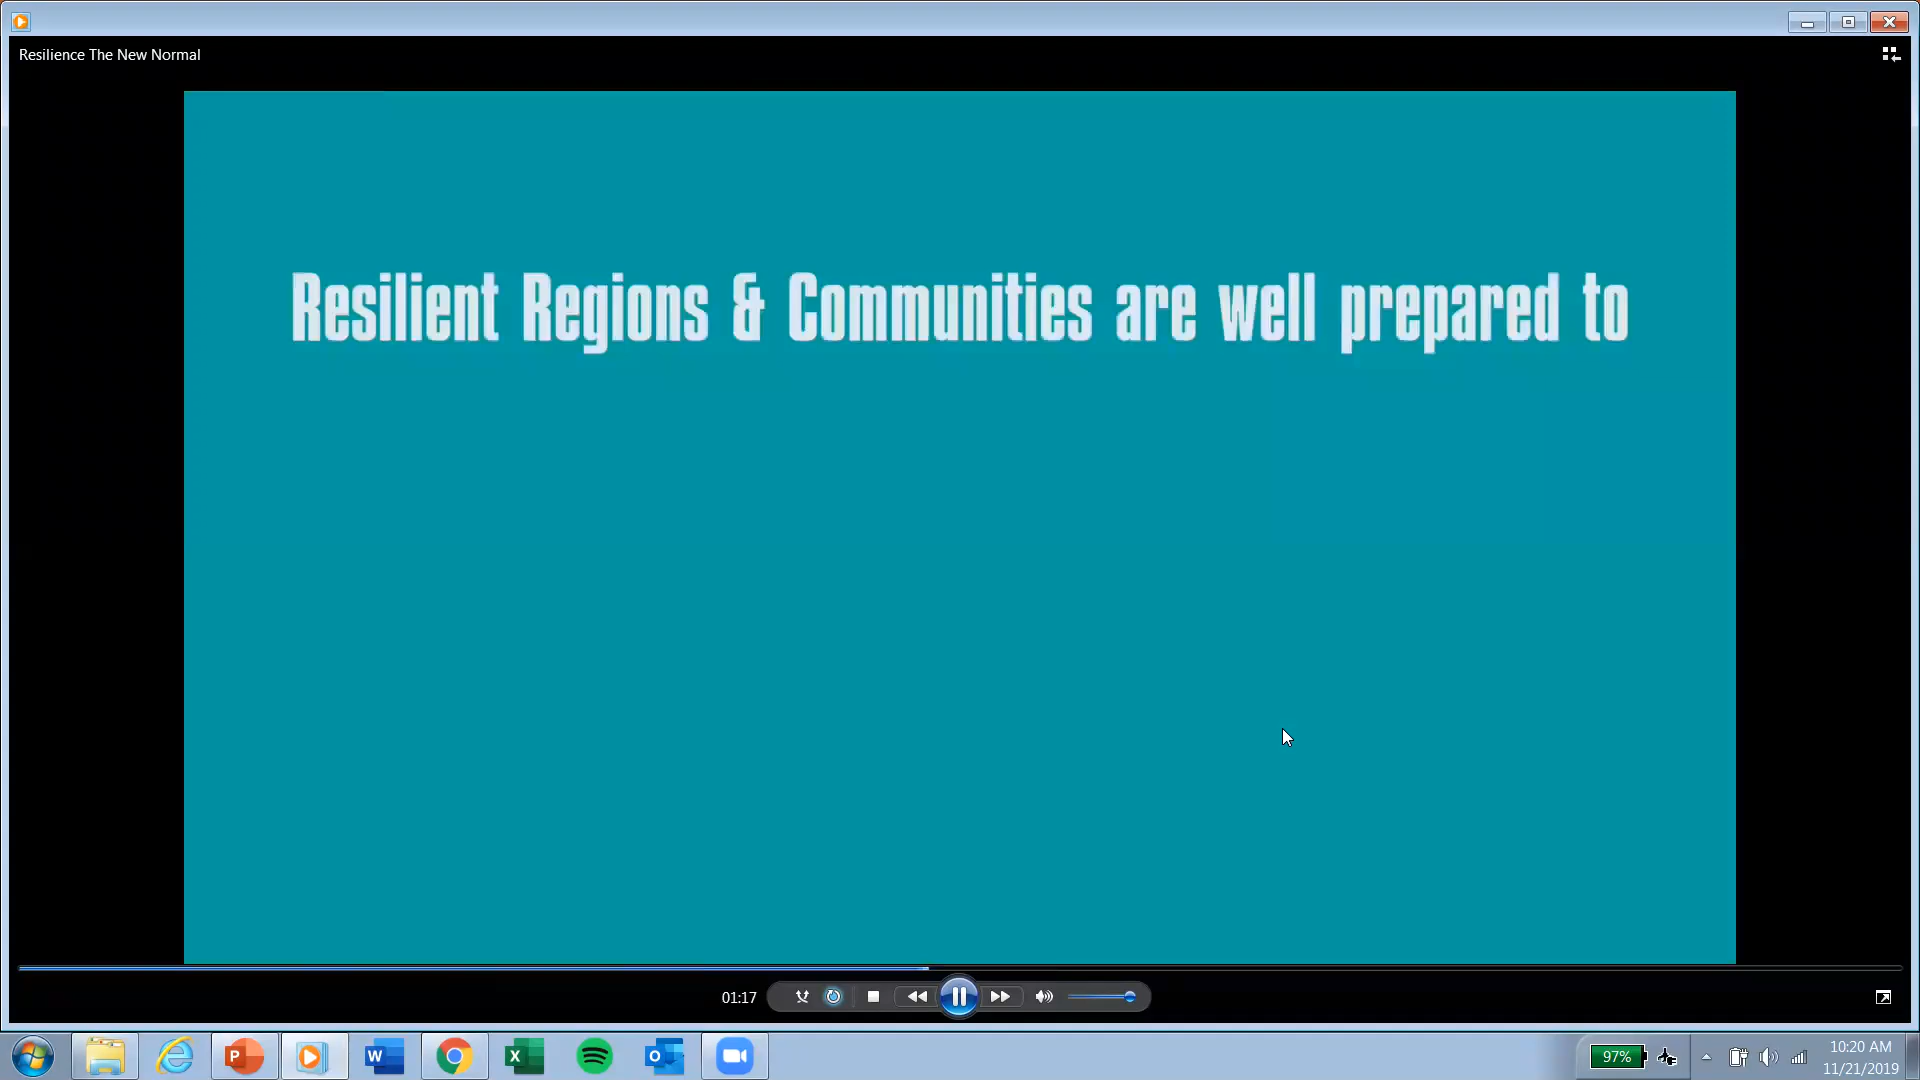 Resilience The New Normal
Resilient Regions & Communities are well prepared to
01:17
97%
10:20 AM
11/21/2019